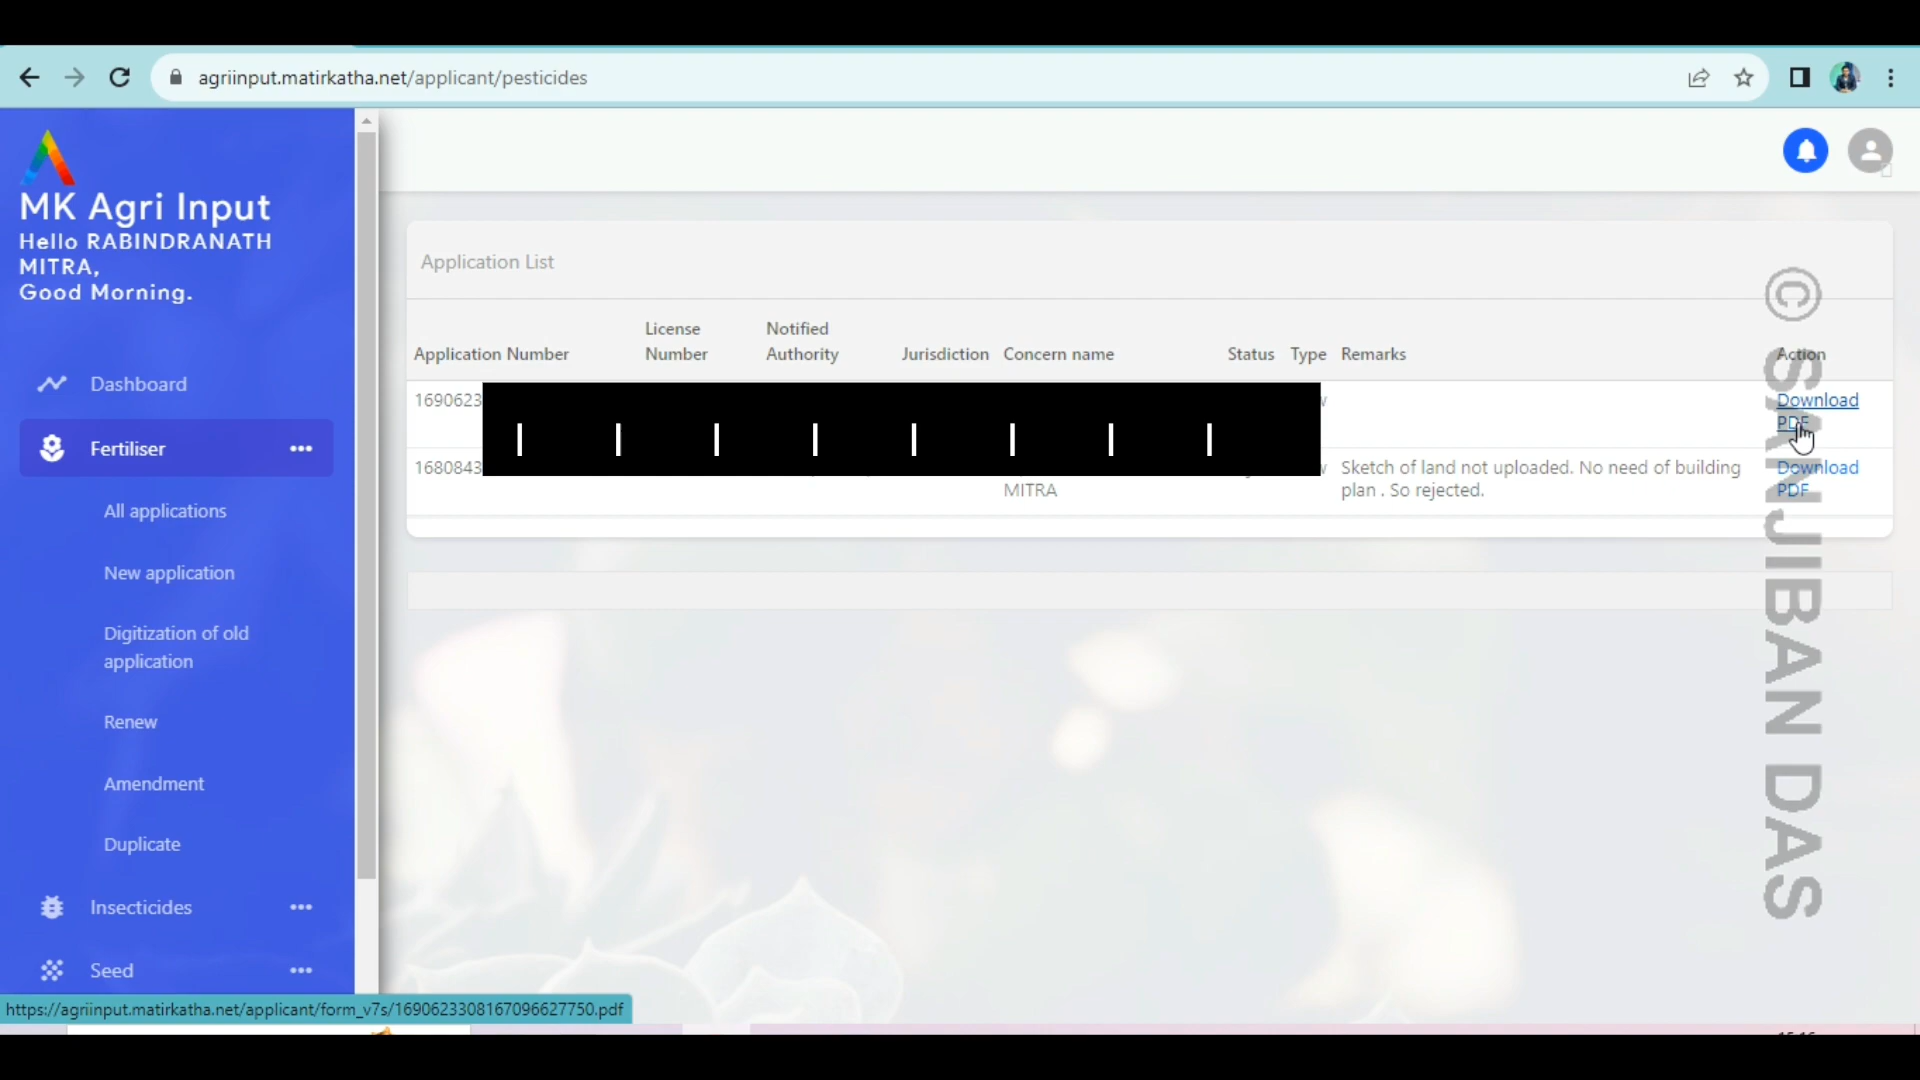 agriinput.matirkatha.net/applicant/pesticides
MK Agri Input
Hello RABINDRANATH
MITRA,
Good Morning.
Dashboard
Fertiliser
All applications
New application
Digitization of old
application
Renew
Amendment
Duplicate
Insecticides
Seed
Application List
Application Number
License
Number
Notified
Authority
Jurisdiction
Concern name
Status
Type
Remarks
Action
1690623
Download
PDF
1680843
MITRA
Sketch of land not uploaded. No need of building
plan . So rejected.
Download
PDF
© SANJIBAN DAS
https://agriinput.matirkatha.net/applicant/form_v7s/1690623308167096627750.pdf